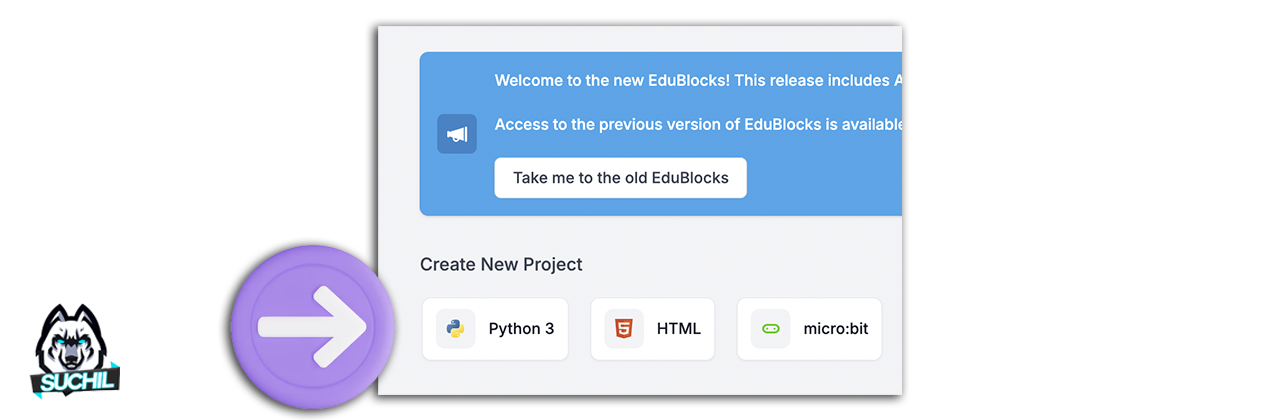 Welcome to the new EduBlocks! This release includes A
Access to the previous version of EduBlocks is available
Take me to the old EduBlocks
Create New Project
Python 3
HTML
micro:bit
SUCHIL